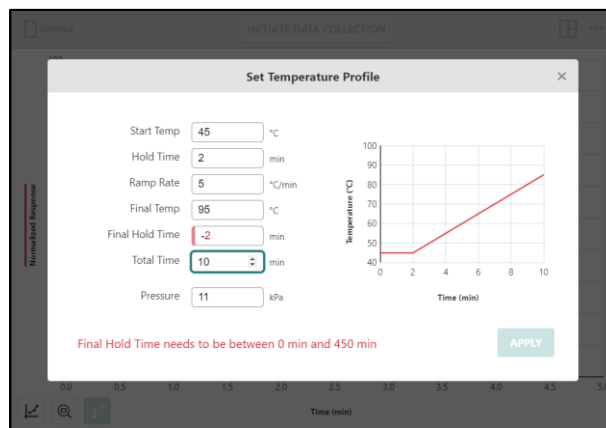 Untitled
INITIATE DATA COLLECTION
Set Temperature Profile
Start Temp 45 °C
Hold Time 2 min
Ramp Rate 5 °C/min
Final Temp 95 °C
Final Hold Time -2 min
Total Time 10 min
Pressure 11 kPa
Temperature (°C)
100
90
80
70
60
50
40
0 2 4 6 8 10
Time (min)
Final Hold Time needs to be between 0 min and 450 min
APPLY
Normalized Response
0.0 0.5 1.0 1.5 2.0 2.5 3.0 3.5 4.0 4.5 5.0
Time (min)